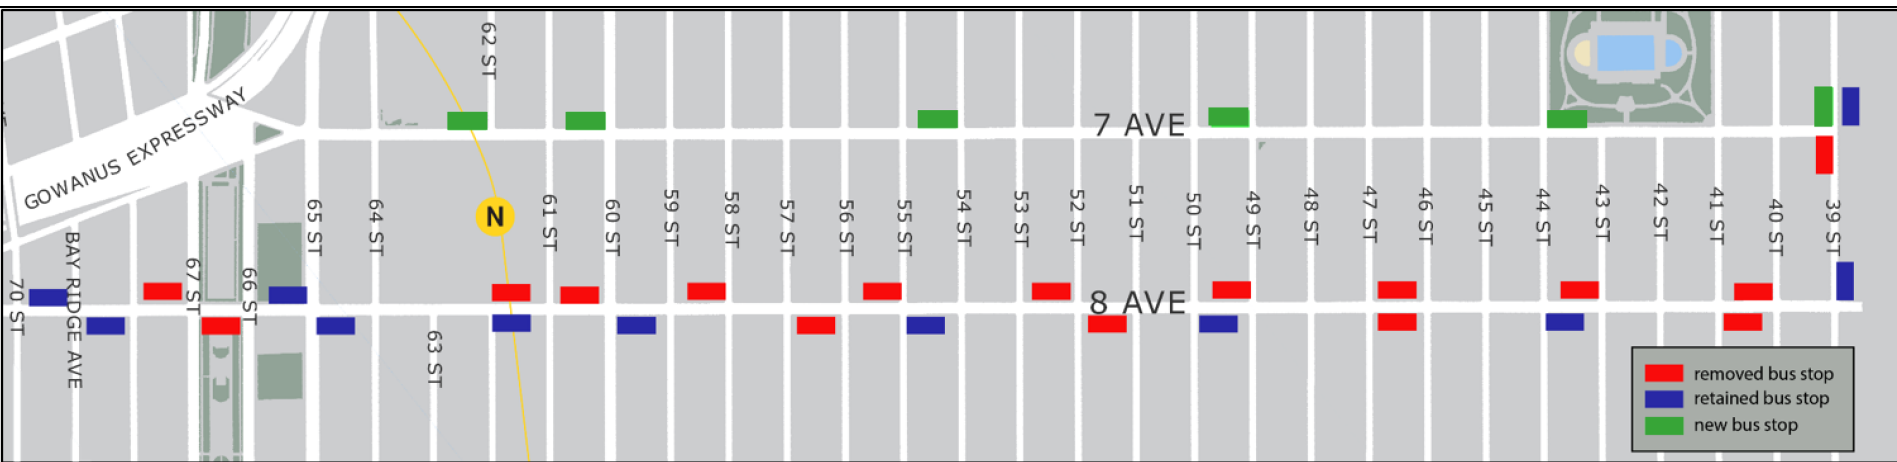 62 ST
GOWANUS EXPRESSWAY
7 AVE
N
65 ST
64 ST
61 ST
60 ST
59 ST
58 ST
57 ST
56 ST
55 ST
54 ST
53 ST
52 ST
51 ST
50 ST
49 ST
48 ST
47 ST
46 ST
45 ST
44 ST
43 ST
42 ST
41 ST
40 ST
39 ST
70 ST
BAY RIDGE AVE
67 ST
66 ST
63 ST
8 AVE
removed bus stop
retained bus stop
new bus stop